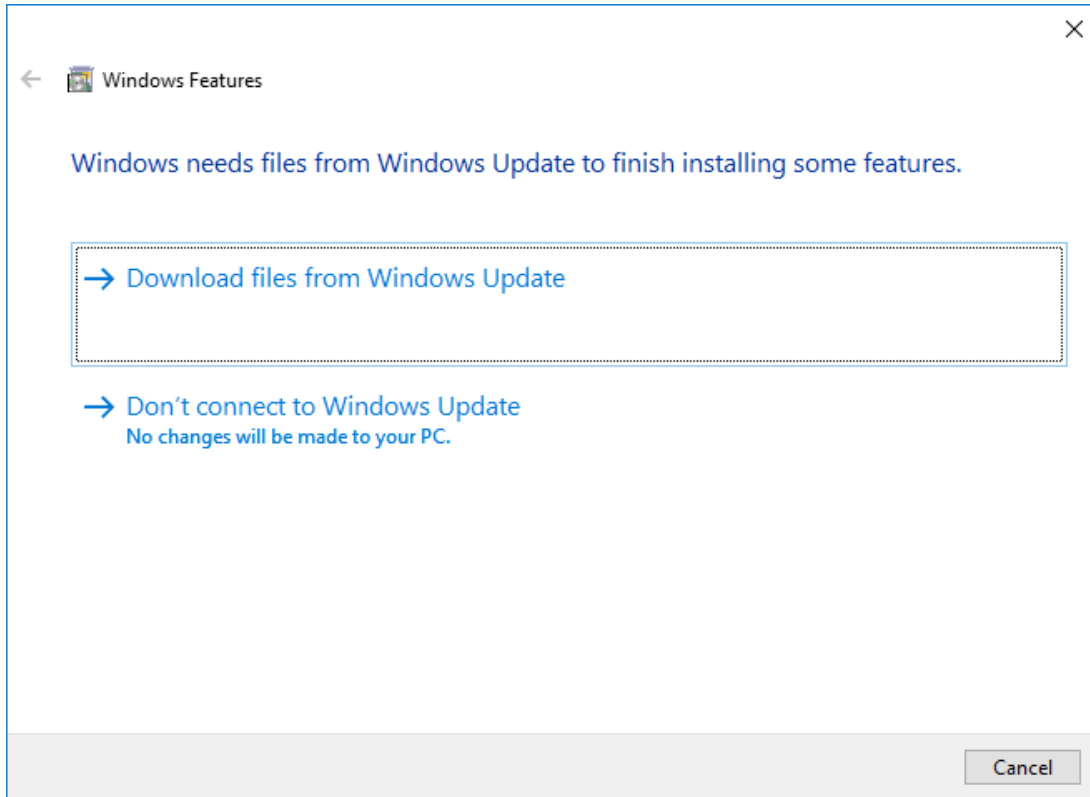 Windows Features
Windows needs files from Windows Update to finish installing some features.
Download files from Windows Update
Don’t connect to Windows Update
No changes will be made to your PC.
Cancel